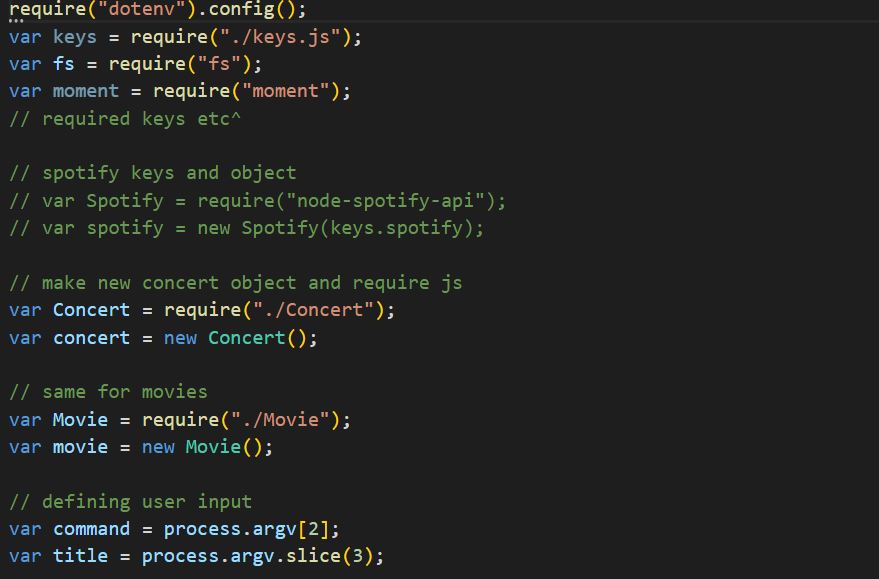 require("dotenv").config();
var keys = require("./keys.js");
var fs = require("fs");
var moment = require("moment");
// required keys etc^
// spotify keys and object
// var Spotify = require("node-spotify-api");
// var spotify = new Spotify(keys.spotify);
// make new concert object and require js
var Concert = require("./Concert");
var concert = new Concert();
// same for movies
var Movie = require("./Movie");
var movie = new Movie();
// defining user input
var command = process.argv[2];
var title = process.argv.slice(3);